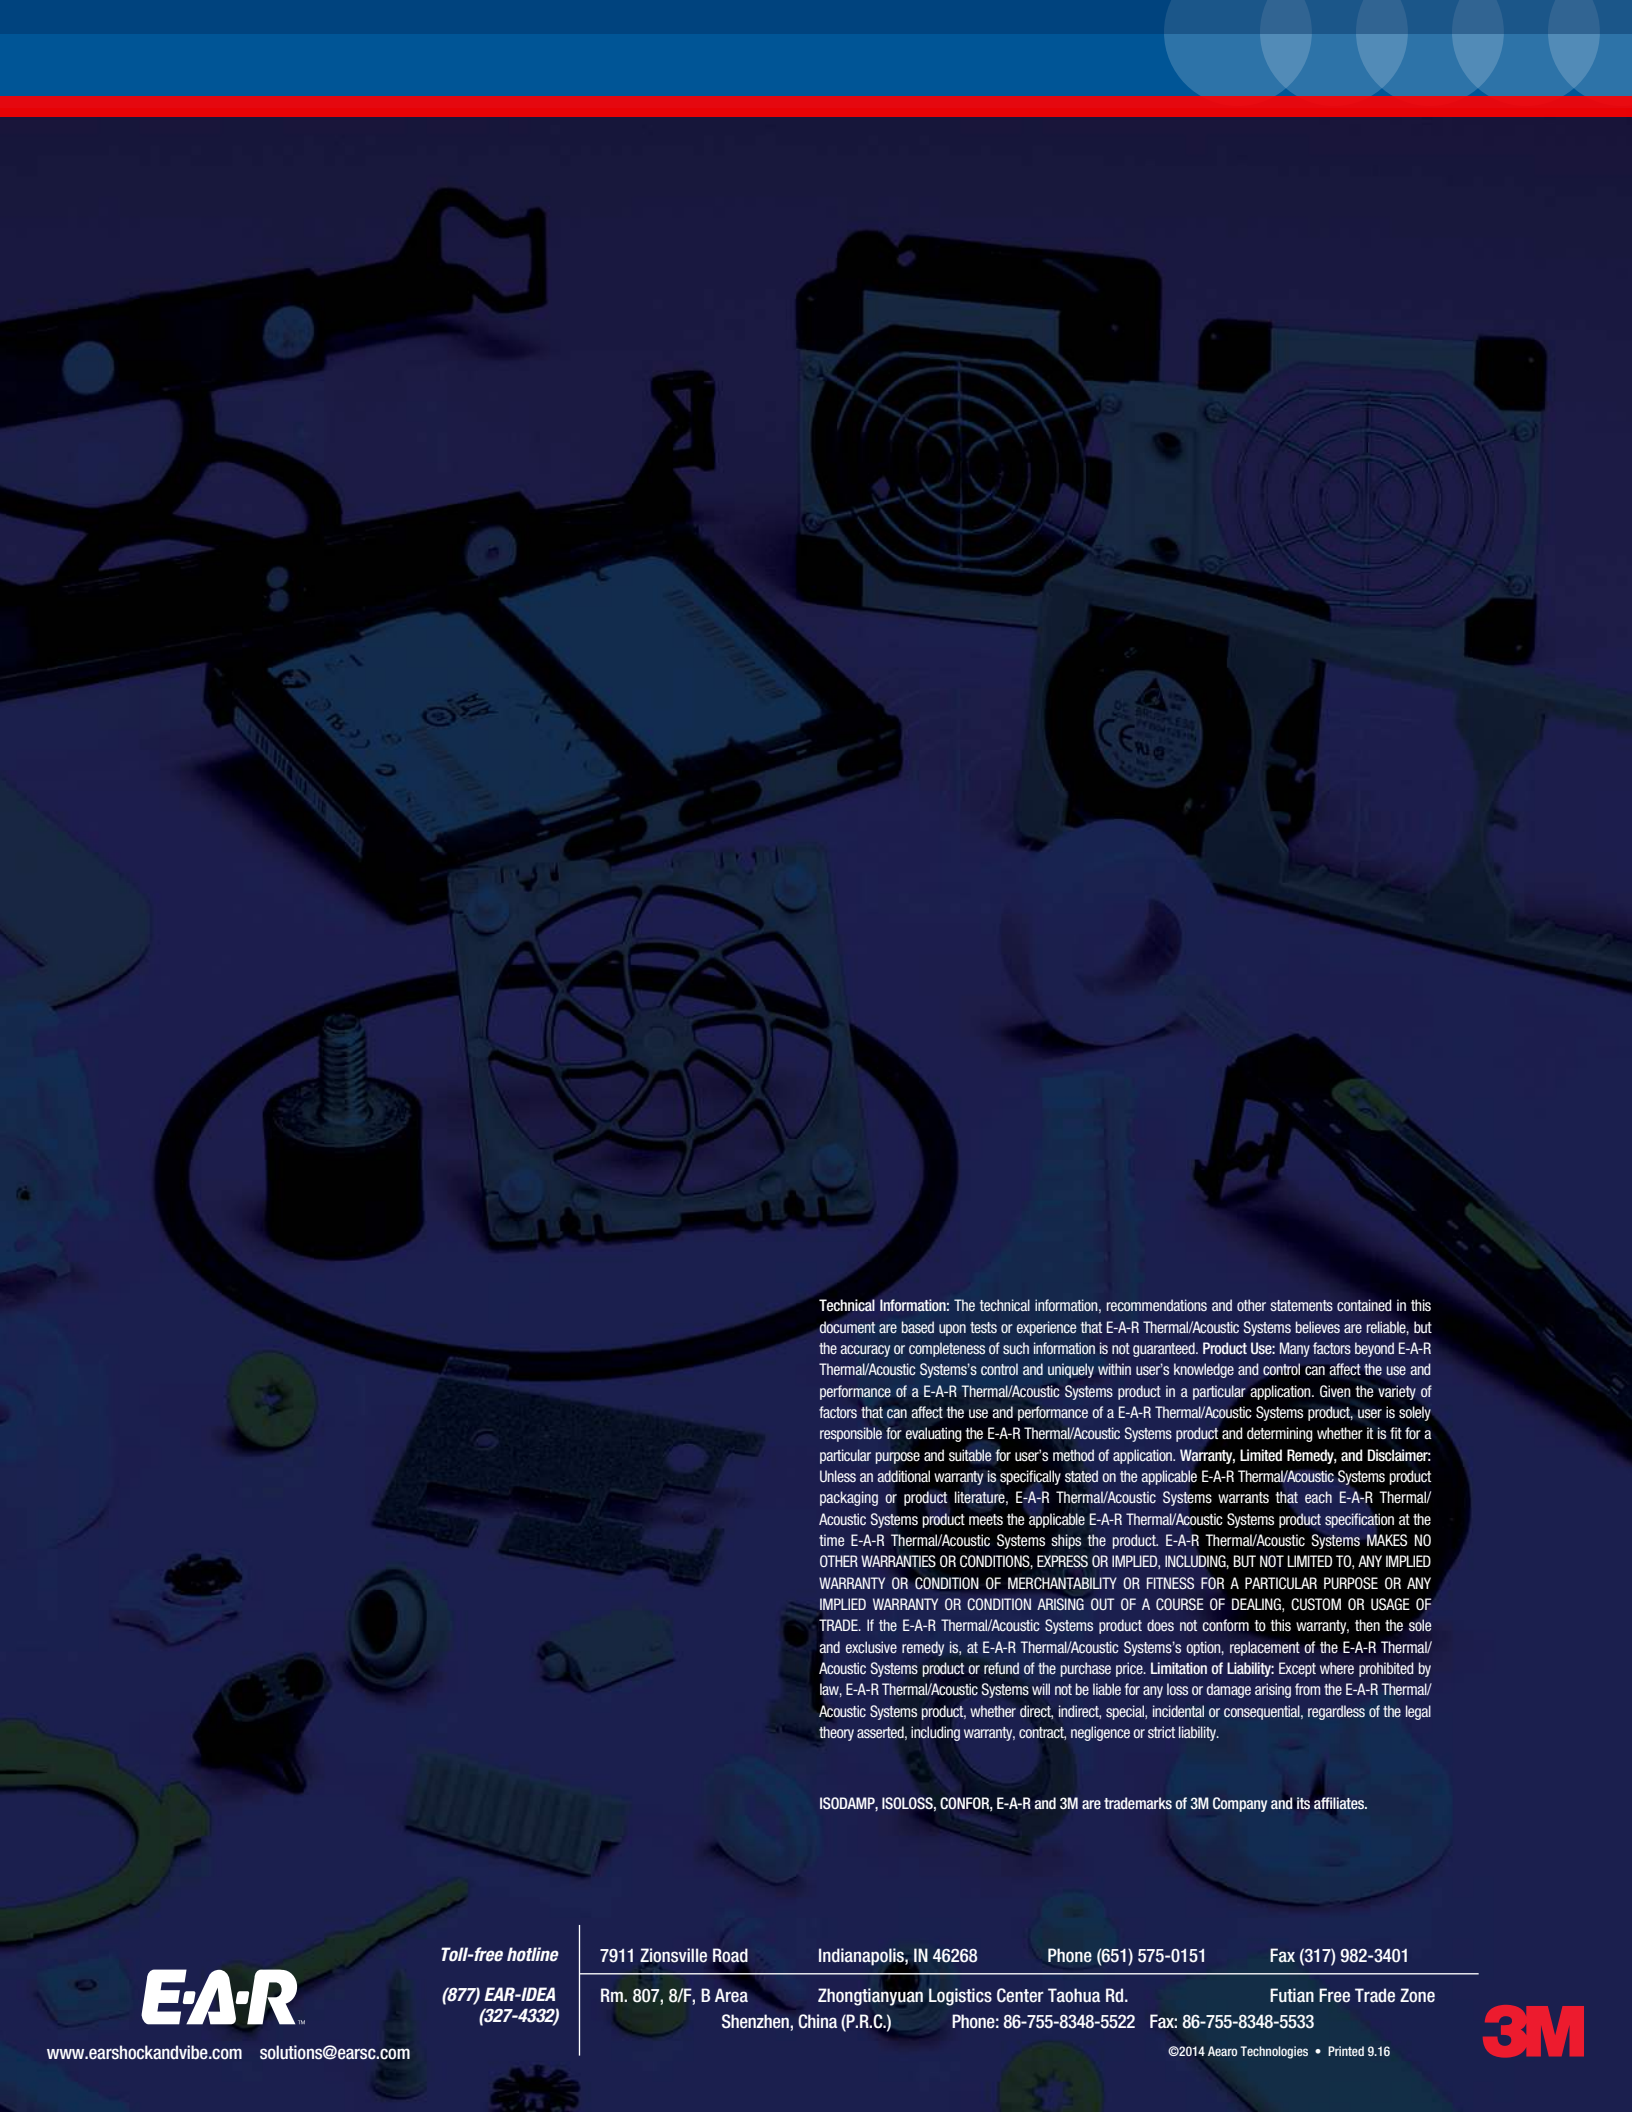 DC BRUSHLESS
Technical Information: The technical information, recommendations and other statements contained in this
document are based upon tests or experience that E-A-R Thermal/Acoustic Systems believes are reliable, but
the accuracy or completeness of such information is not guaranteed. Product Use: Many factors beyond E-A-R
Thermal/Acoustic Systems's control and uniquely within user's knowledge and control can affect the use and
performance of a E-A-R Thermal/Acoustic Systems product in a particular application. Given the variety of
factors that can affect the use and performance of a E-A-R Thermal/Acoustic Systems product, user is solely
responsible for evaluating the E-A-R Thermal/Acoustic Systems product and determining whether it is fit for a
particular purpose and suitable for user's method of application. Warranty, Limited Remedy, and Disclaimer:
Unless an additional warranty is specifically stated on the applicable E-A-R Thermal/Acoustic Systems product
packaging or product literature, E-A-R Thermal/Acoustic Systems warrants that each E-A-R Thermal/
Acoustic Systems product meets the applicable E-A-R Thermal/Acoustic Systems product specification at the
time E-A-R Thermal/Acoustic Systems ships the product. E-A-R Thermal/Acoustic Systems MAKES NO
OTHER WARRANTIES OR CONDITIONS, EXPRESS OR IMPLIED, INCLUDING, BUT NOT LIMITED TO, ANY IMPLIED
WARRANTY OR CONDITION OF MERCHANTABILITY OR FITNESS FOR A PARTICULAR PURPOSE OR ANY
IMPLIED WARRANTY OR CONDITION ARISING OUT OF A COURSE OF DEALING, CUSTOM OR USAGE OF
TRADE. If the E-A-R Thermal/Acoustic Systems product does not conform to this warranty, then the sole
and exclusive remedy is, at E-A-R Thermal/Acoustic Systems's option, replacement of the E-A-R Thermal/
Acoustic Systems product or refund of the purchase price. Limitation of Liability: Except where prohibited by
law, E-A-R Thermal/Acoustic Systems will not be liable for any loss or damage arising from the E-A-R Thermal/
Acoustic Systems product, whether direct, indirect, special, incidental or consequential, regardless of the legal
theory asserted, including warranty, contract, negligence or strict liability.
ISODAMP, ISOLOSS, CONFOR, E-A-R and 3M are trademarks of 3M Company and its affiliates.
E·A·R™
www.earshockandvibe.com solutions@earsc.com
Toll-free hotline
(877) EAR-IDEA
(327-4332)
7911 Zionsville Road Indianapolis, IN 46268 Phone (651) 575-0151 Fax (317) 982-3401
Rm. 807, 8/F, B Area Zhongtianyuan Logistics Center Taohua Rd. Futian Free Trade Zone
Shenzhen, China (P.R.C.) Phone: 86-755-8348-5522 Fax: 86-755-8348-5533
©2014 Aearo Technologies • Printed 9.16
3M